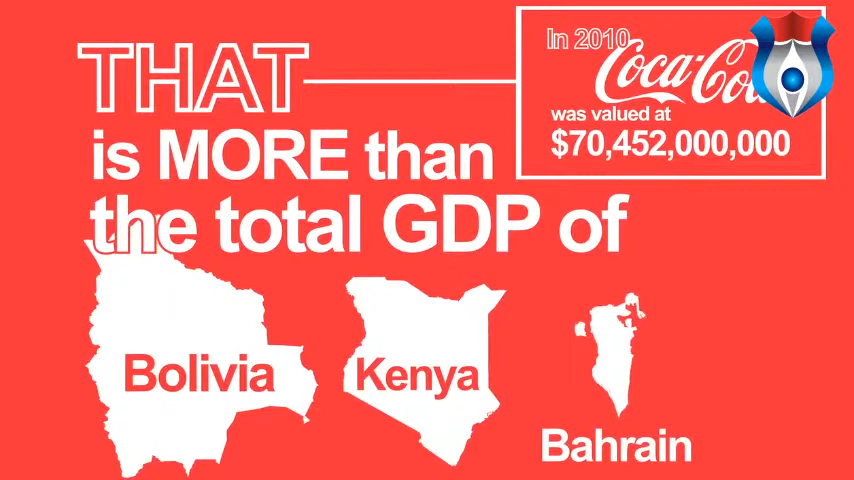 THAT
is MORE than
the total GDP of
In 2010
Coca-Cola
was valued at
$70,452,000,000
Bolivia
Kenya
Bahrain